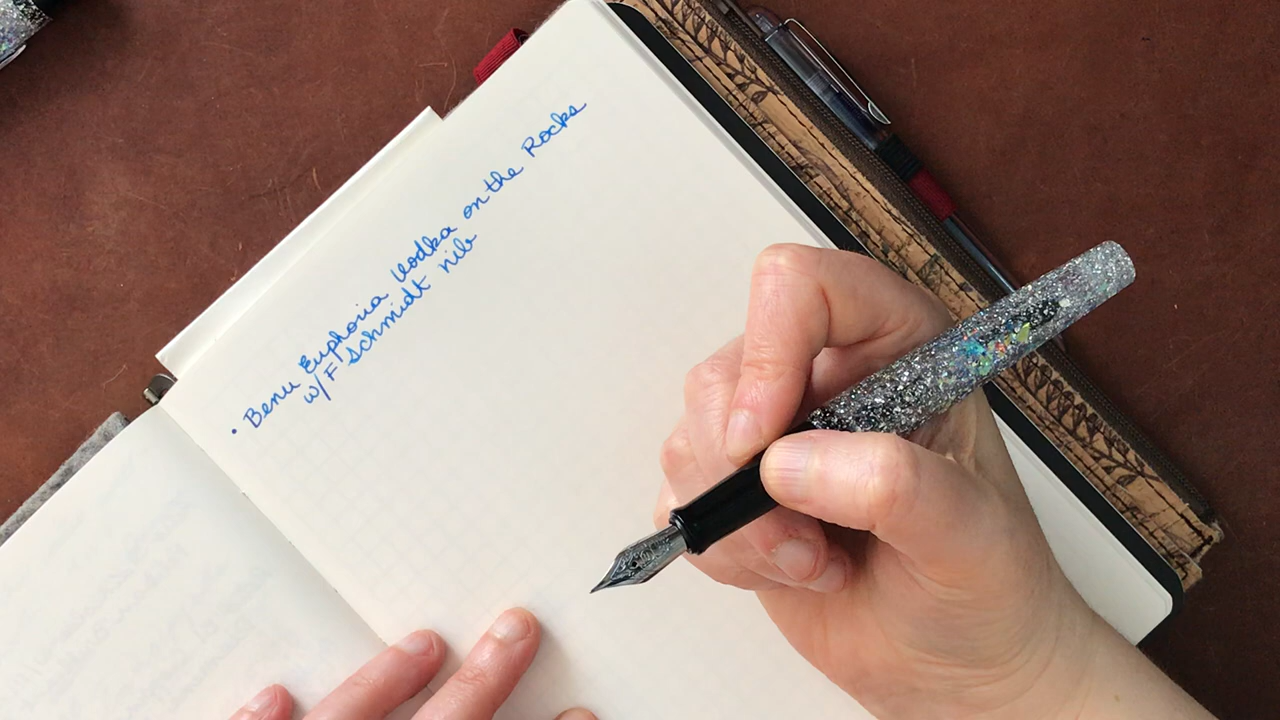 • Benu Euphoria Vodka on the Rocks
w/F Schmidt nib